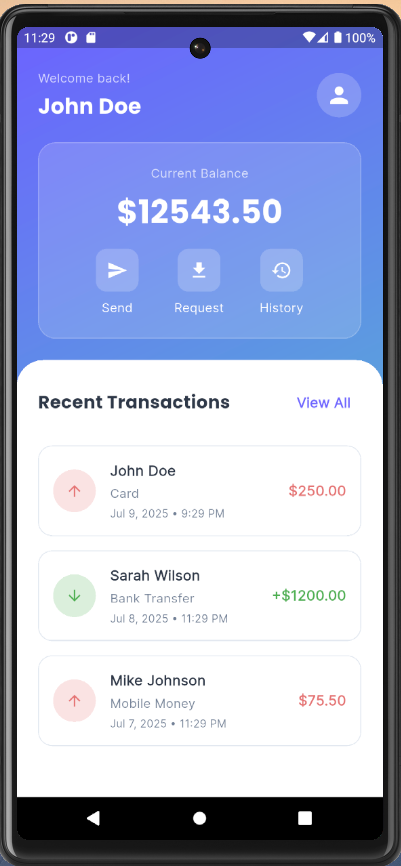 11:29 100%
Welcome back!
John Doe
Current Balance
$12543.50
Send Request History
Recent Transactions View All
John Doe
Card $250.00
Jul 9, 2025 • 9:29 PM
Sarah Wilson
Bank Transfer +$1200.00
Jul 8, 2025 • 11:29 PM
Mike Johnson
Mobile Money $75.50
Jul 7, 2025 • 11:29 PM